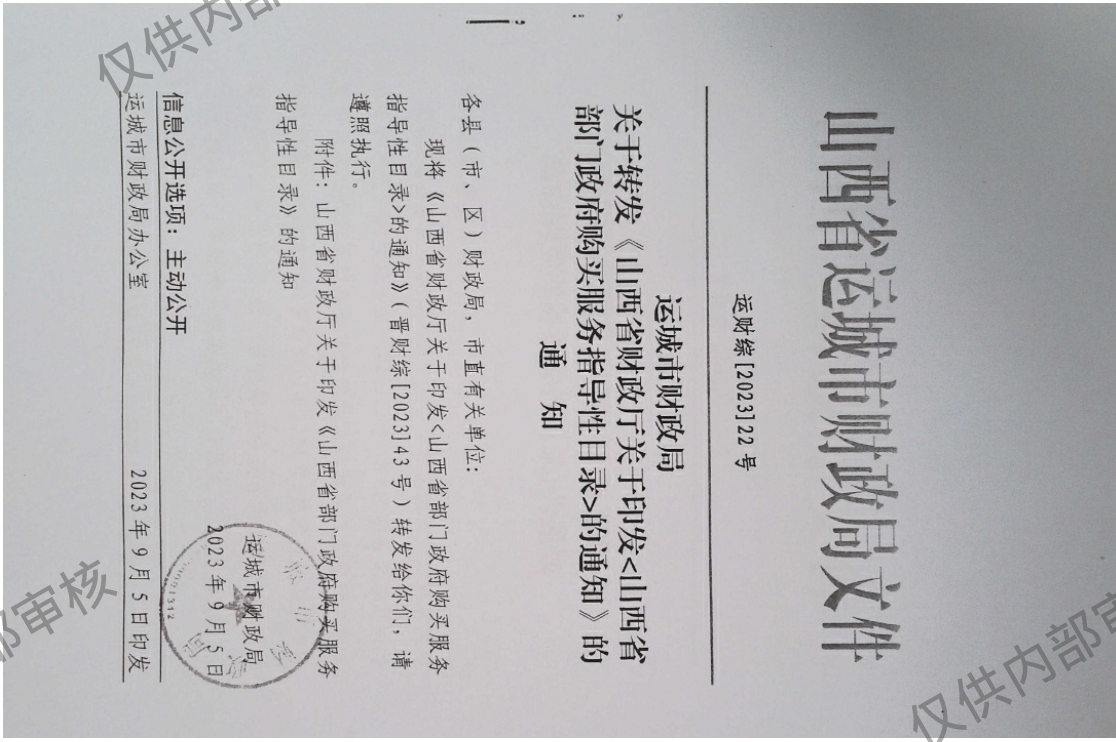 山西省运城市财政局文件
运财综[2023]22号
运城市财政局
关于转发《山西省财政厅关于印发<山西省
部门政府购买服务指导性目录>的通知》的
通 知
各县（市、区）财政局，市直有关单位：
现将《山西省财政厅关于印发<山西省部门政府购买服务
指导性目录>的通知》（晋财综[2023]43号）转发给你们，请
遵照执行。
附件：山西省财政厅关于印发《山西省部门政府购买服务
指导性目录》的通知
运城市财政局
2023年9月5日
信息公开选项：主动公开
运城市财政局办公室 2023年9月5日印发
仅供内部
部审核
仅供内部审